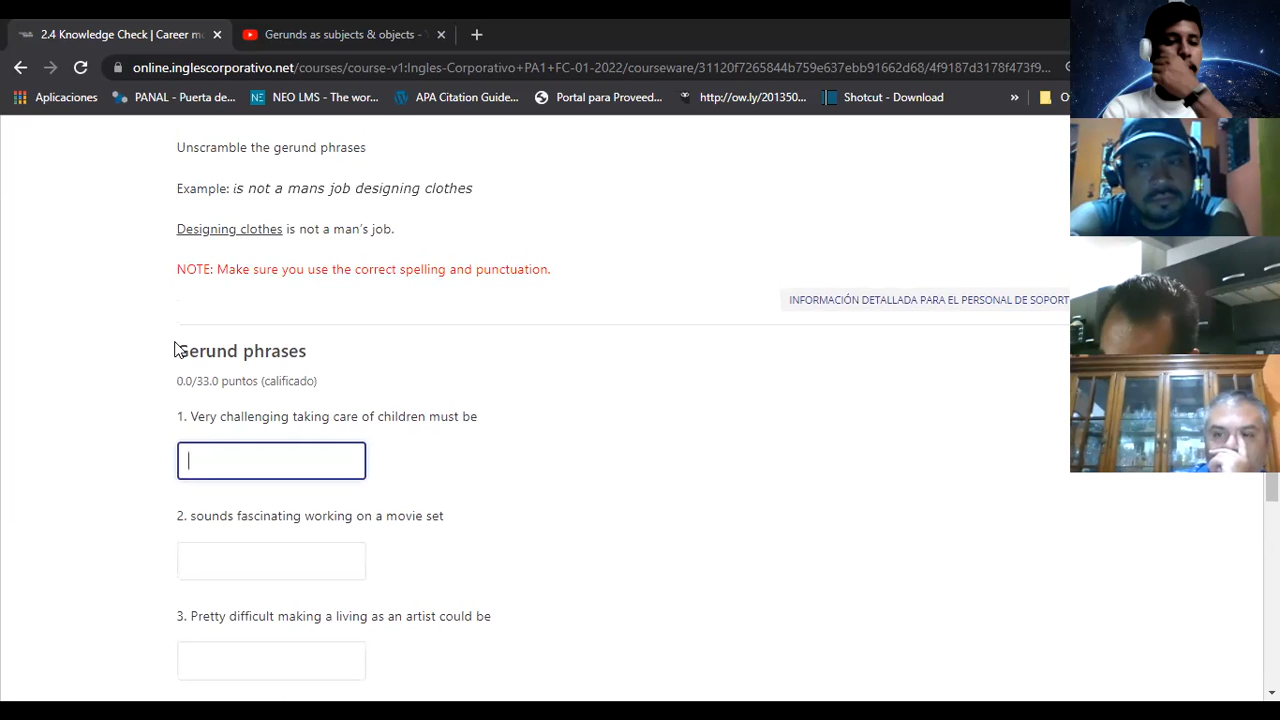 2.4 Knowledge Check | Career mo
Gerunds as subjects & objects -
online.inglescorporativo.net/courses/course-v1:Ingles-Co
PA1+FC-01-2022/courseware/31120f7265844b759e637ebb91662d68/4f9187d3178f473f9...
Aplicaciones
PANAL - Puerta de...
NEO LMS - The wor...
APA Citation Guide...
Portal para Proveed...
http://ow.ly/201350...
Shotcut - Download
»
Unscramble the gerund phrases
Example: is not a mans job designing clothes
Designing clothes is not a man’s job.
NOTE: Make sure you use the correct spelling and punctuation.
INFORMACIÓN DETALLADA PARA EL PERSONAL DE SOPORT
Gerund phrases
0.0/33.0 puntos (calificado)
1. Very challenging taking care of children must be
2. sounds fascinating working on a movie set
3. Pretty difficult making a living as an artist could be